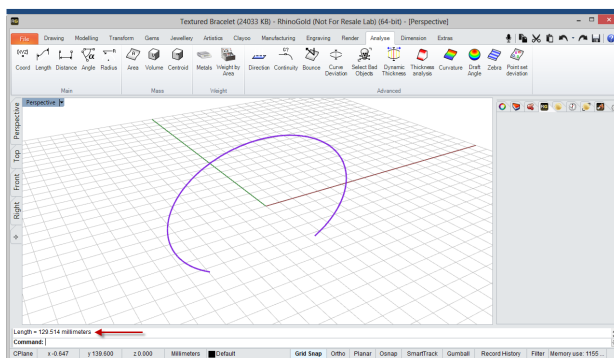 Textured Bracelet (24033 KB) - RhinoGold (Not For Resale Lab) (64-bit) - [Perspective]
File Drawing Modelling Transform Gems Jewellery Artistics Clayoo Manufacturing Engraving Render Analyse Dimension Extras
(xyz)
Coord Length Distance Angle Radius Area Volume Centroid Metals Weight by Area Direction Continuity Bounce Curve Deviation Select Bad Objects Dynamic Thickness Thickness analysis Curvature Draft Angle Zebra Point set deviation
Main Mass Weight Advanced
Perspective
Perspective
Top
Front
Right
Length = 129.514 millimeters
Command:
CPlane x -0.647 y 139.600 z 0.000 Millimeters Default Grid Snap Ortho Planar Osnap SmartTrack Gumball Record History Filter Memory use: 1155...